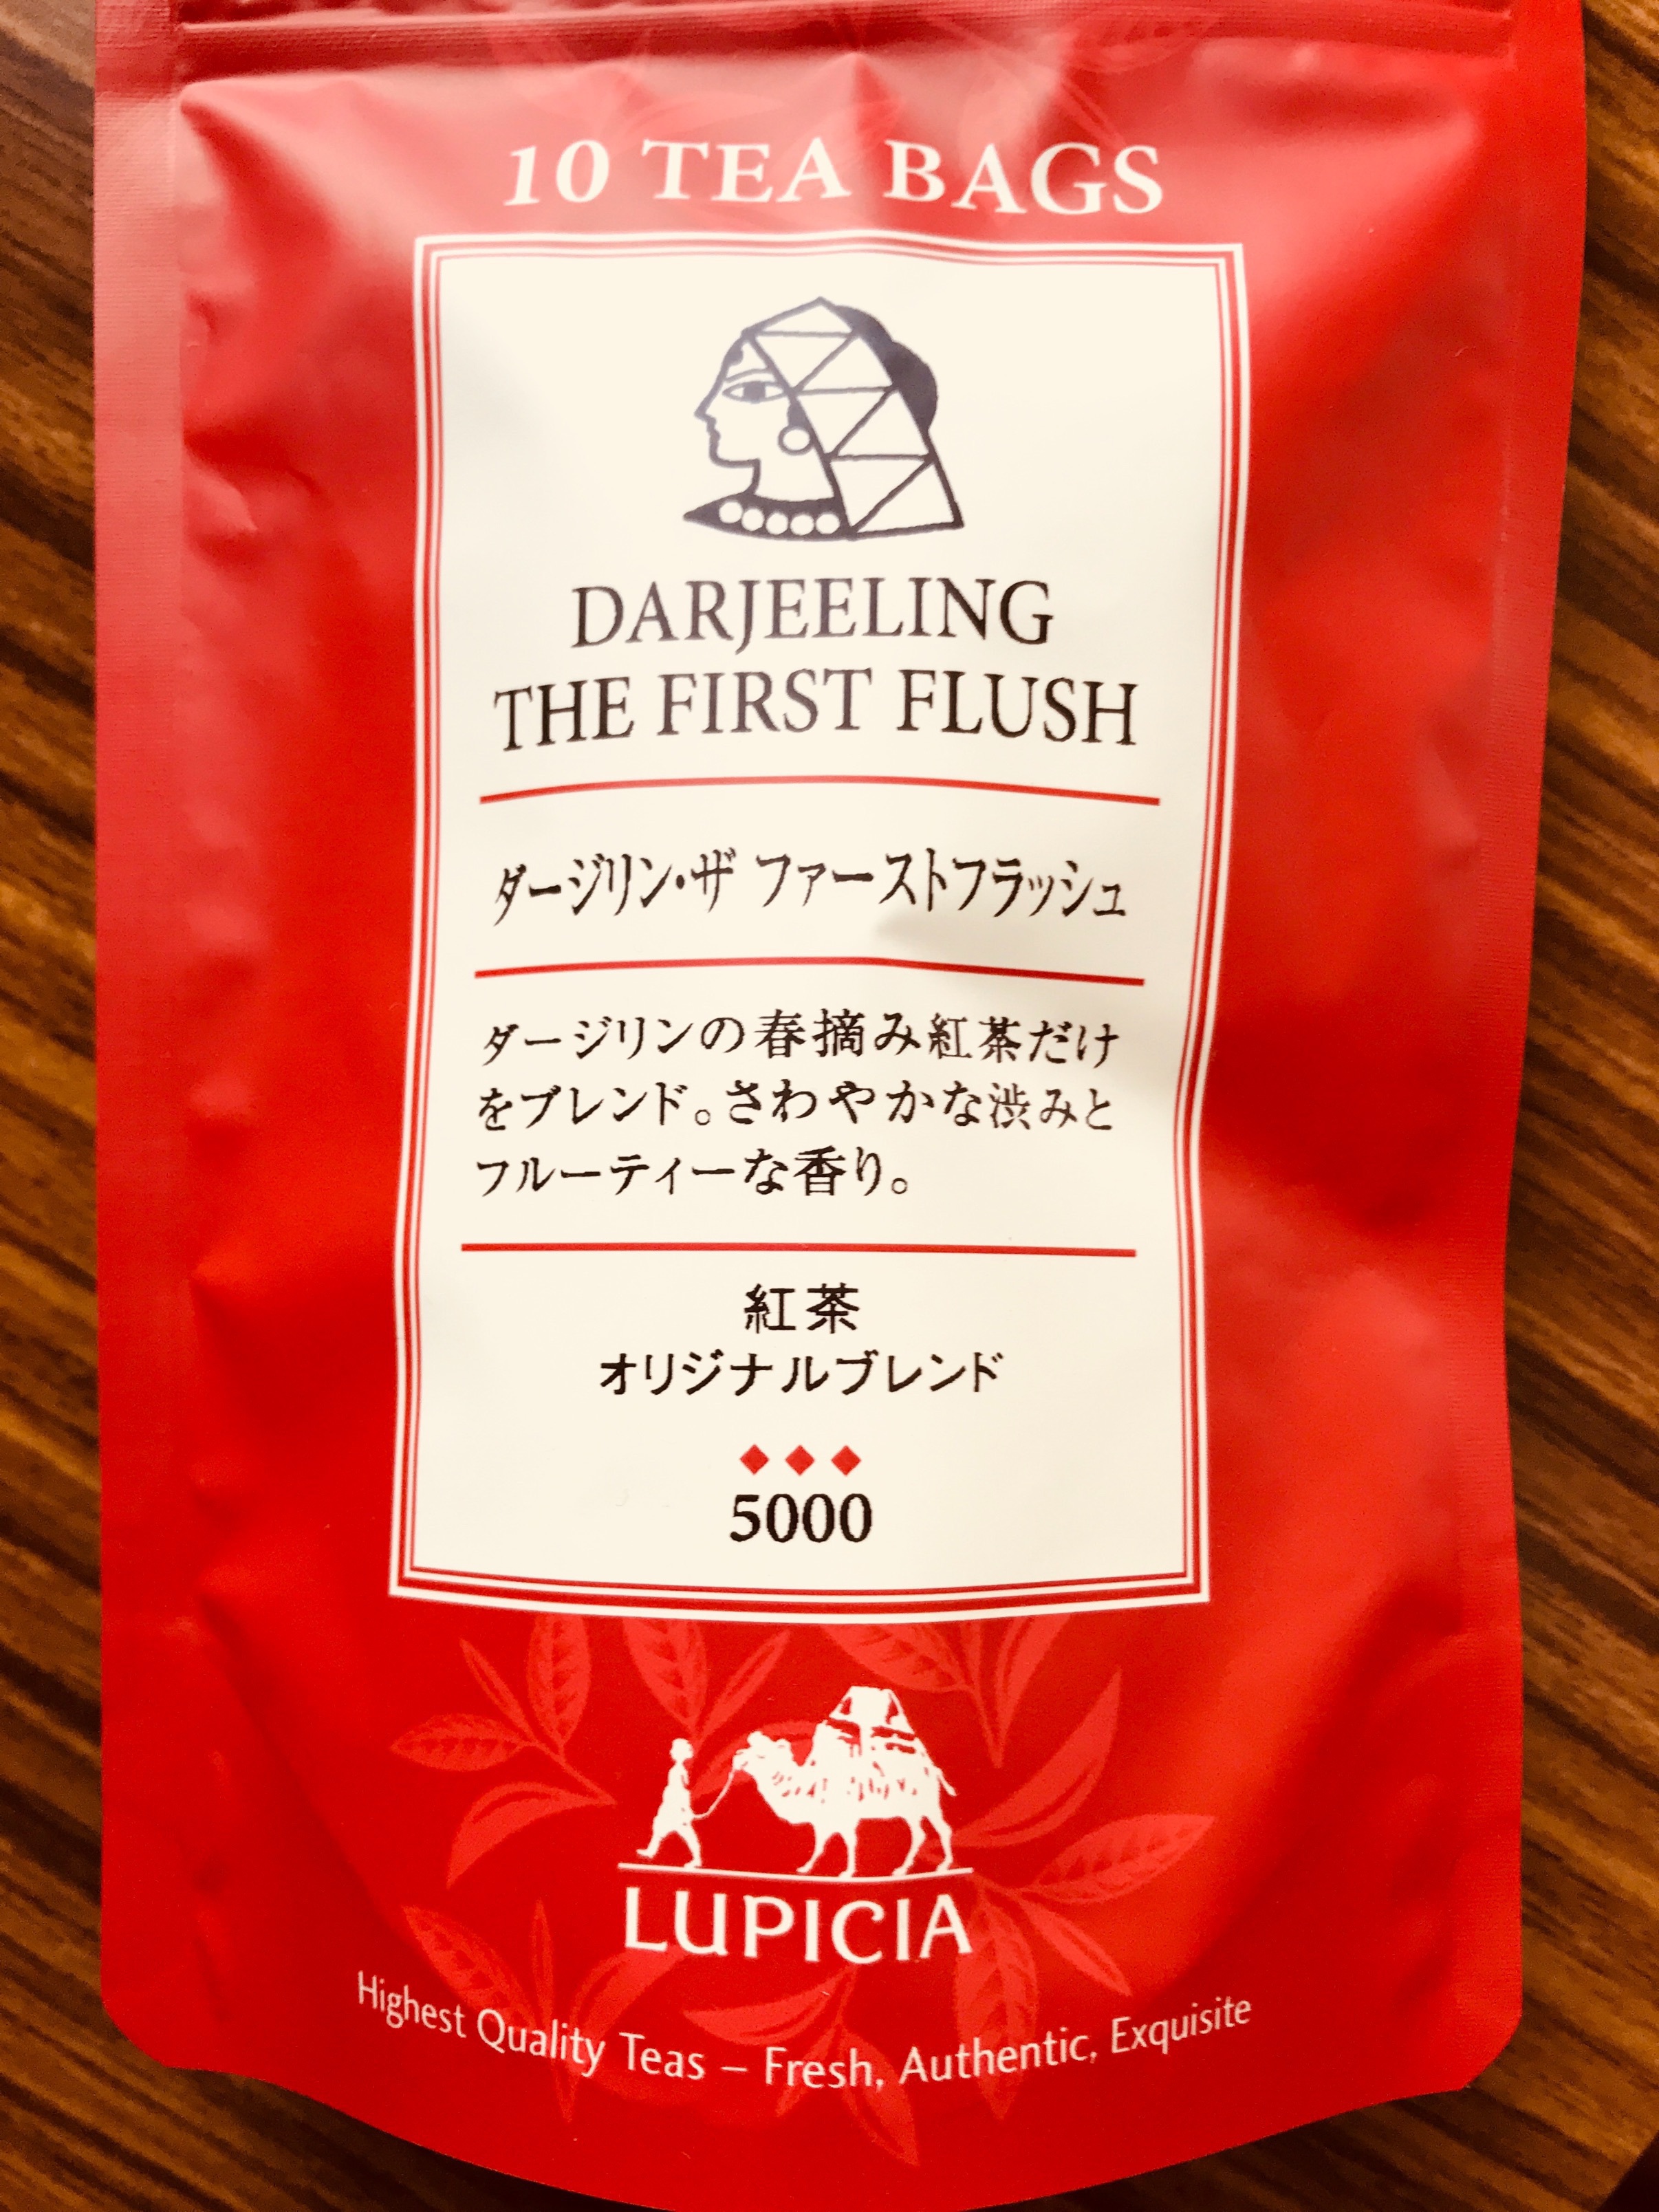 10 TEA BAGS
DARJEELING
THE FIRST FLUSH
ダージリン・ザ ファーストフラッシュ
ダージリンの春摘み紅茶だけ
をブレンド。さわやかな渋みと
フルーティーな香り。
紅茶
オリジナルブレンド
5000
LUPICIA
Highest Quality Teas – Fresh, Authentic, Exquisite